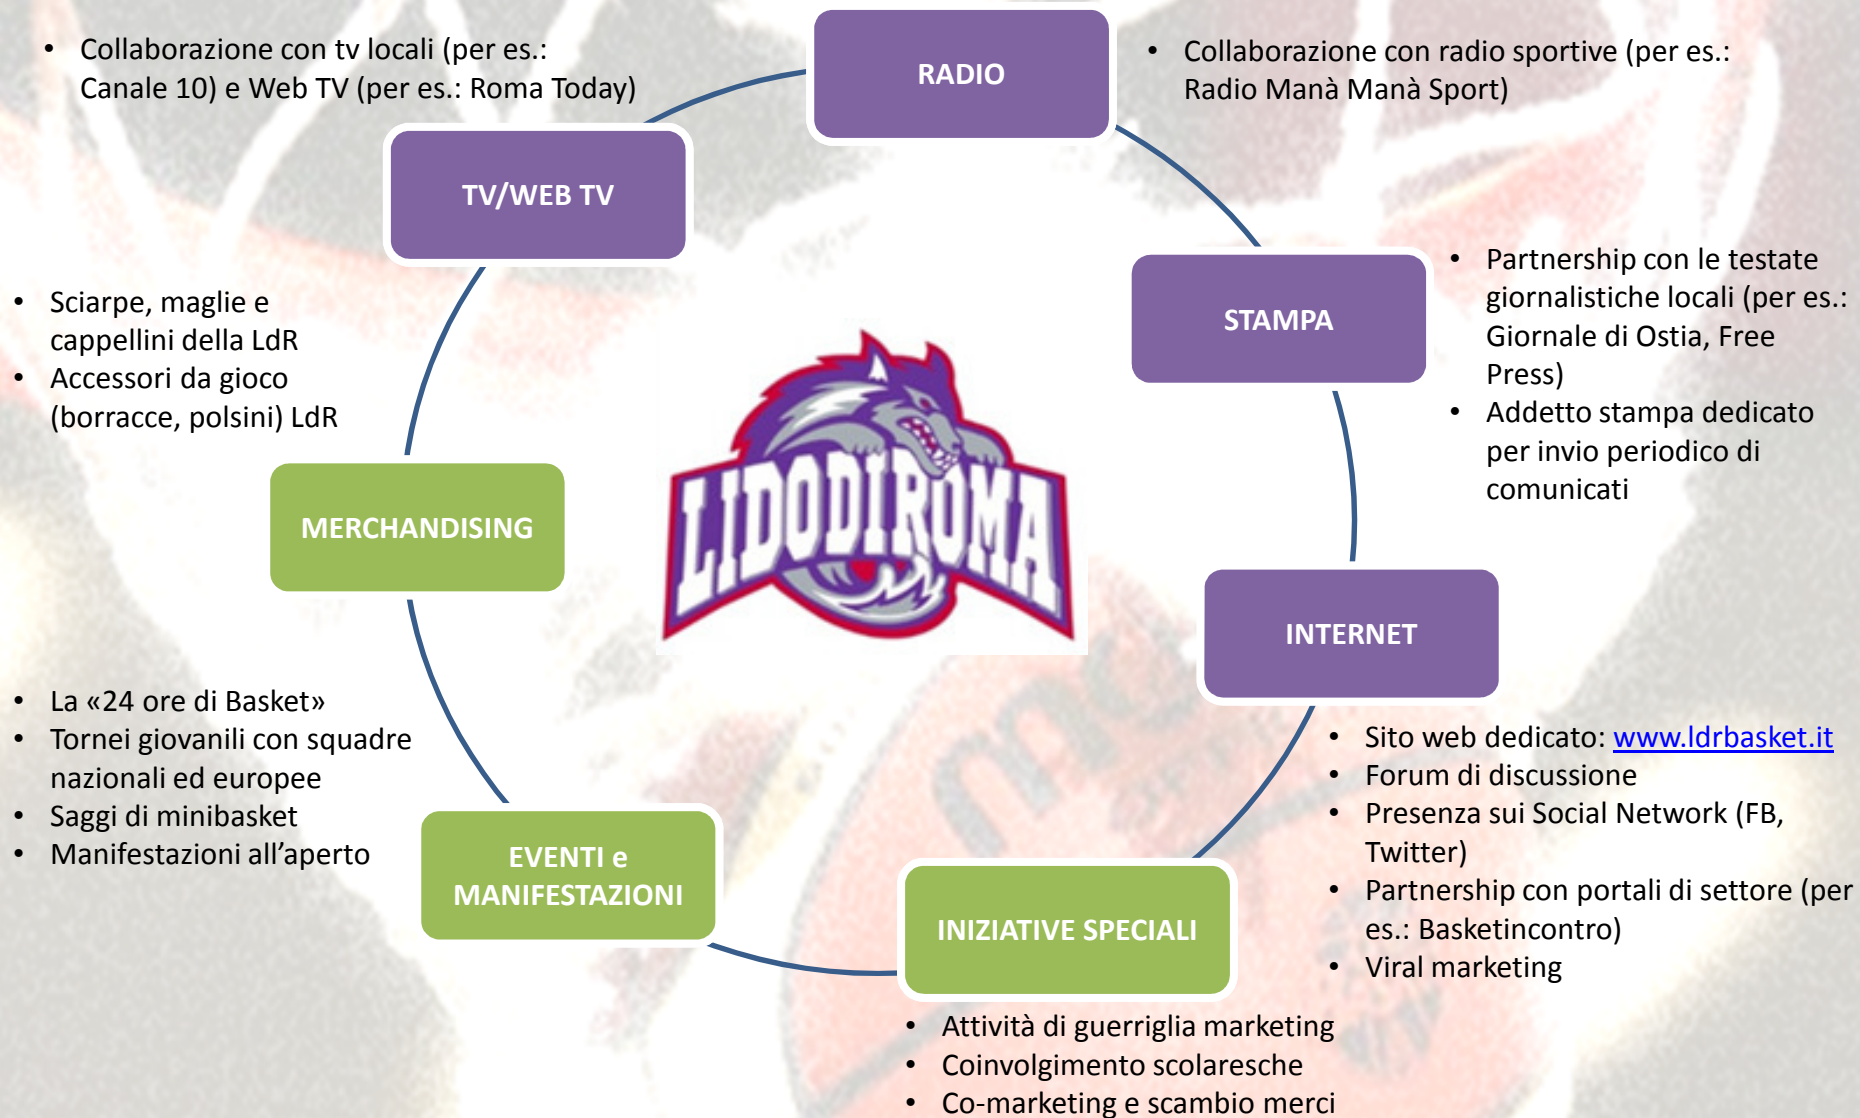 • Collaborazione con tv locali (per es.:
Canale 10) e Web TV (per es.: Roma Today)
RADIO
• Collaborazione con radio sportive (per es.:
Radio Manà Manà Sport)
TV/WEB TV
STAMPA
• Partnership con le testate
giornalistiche locali (per es.:
Giornale di Ostia, Free
Press)
• Addetto stampa dedicato
per invio periodico di
comunicati
• Sciarpe, maglie e
cappellini della LdR
• Accessori da gioco
(borracce, polsini) LdR
MERCHANDISING
LIDODIROMA
INTERNET
• Sito web dedicato: www.ldrbasket.it
• Forum di discussione
• Presenza sui Social Network (FB,
Twitter)
• Partnership con portali di settore (per
es.: Basketincontro)
• Viral marketing
• La «24 ore di Basket»
• Tornei giovanili con squadre
nazionali ed europee
• Saggi di minibasket
• Manifestazioni all’aperto
EVENTI e
MANIFESTAZIONI
INIZIATIVE SPECIALI
• Attività di guerriglia marketing
• Coinvolgimento scolaresche
• Co-marketing e scambio merci